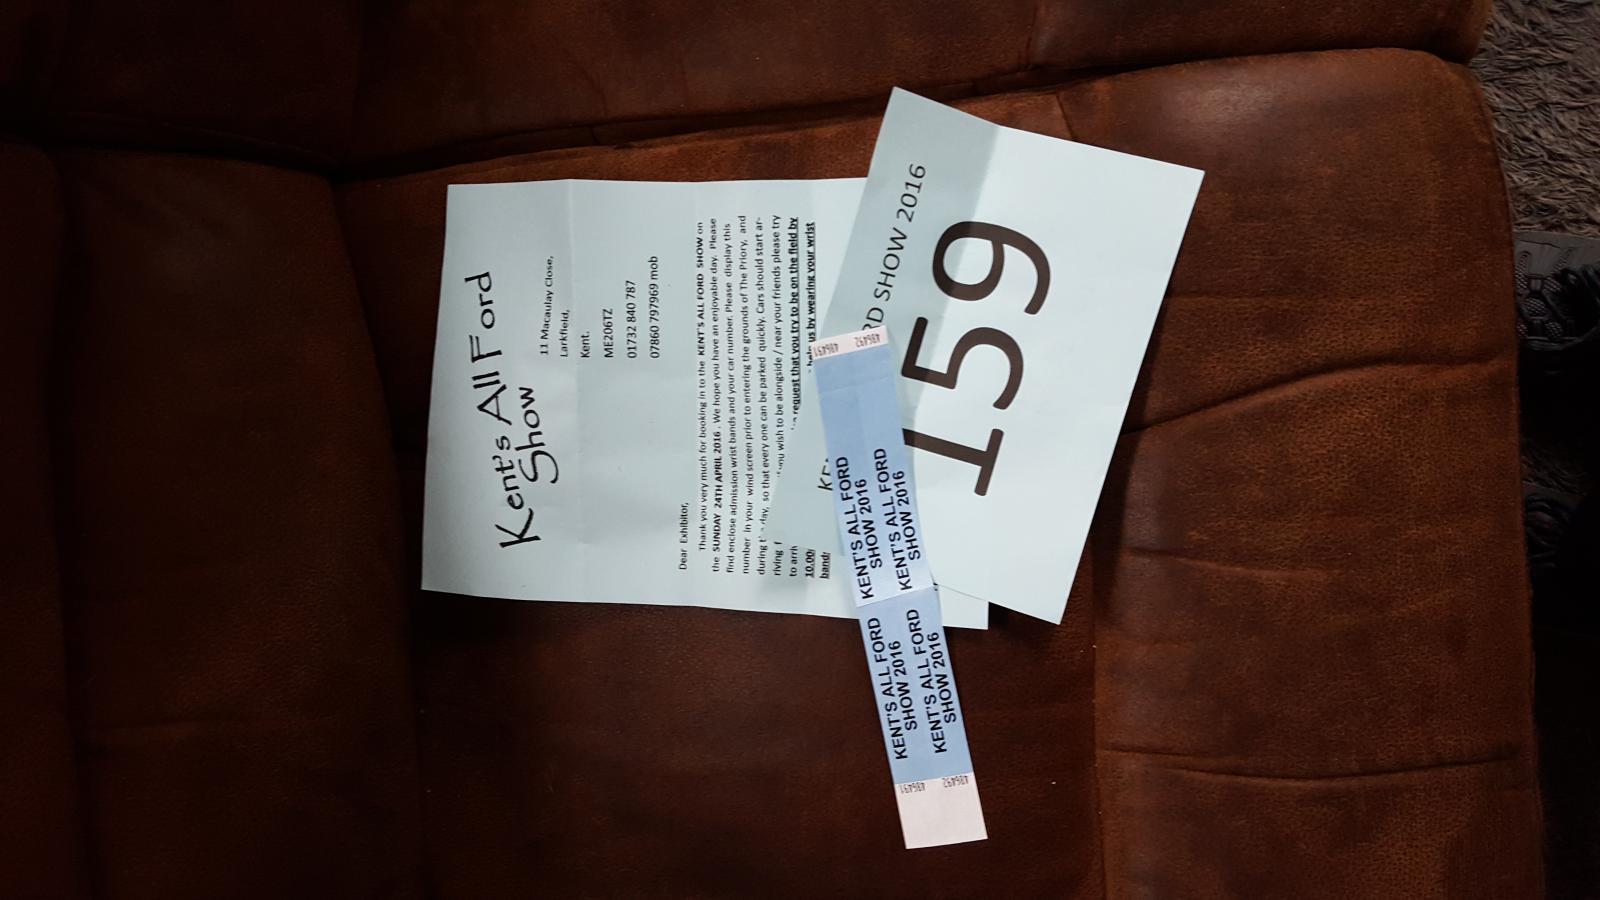 Kent's All Ford
Show
11 Macaulay Close,
Larkfield,
Kent.
ME206TZ
01732 840 787
07860 797969 mob
Dear Exhibitor,
Thank you very much for booking in to the KENT'S ALL FORD SHOW on
the SUNDAY 24TH APRIL 2016 . We hope you have an enjoyable day. Please
find enclose admission wrist bands and your car number. Please display this
number in your wind screen prior to entering the grounds of The Priory, and
during day, so that every one can be parked quickly. Cars should start ar-
riving you wish to be alongside / near your friends please try
to arri request that you try to be on the field by
10.00 us by wearing your wrist
band
RD SHOW 2016
159
486491 486492
KENT'S ALL FORD
SHOW 2016
KENT'S ALL FORD
SHOW 2016
KENT'S ALL FORD
SHOW 2016
KENT'S ALL FORD
SHOW 2016
486491 486492